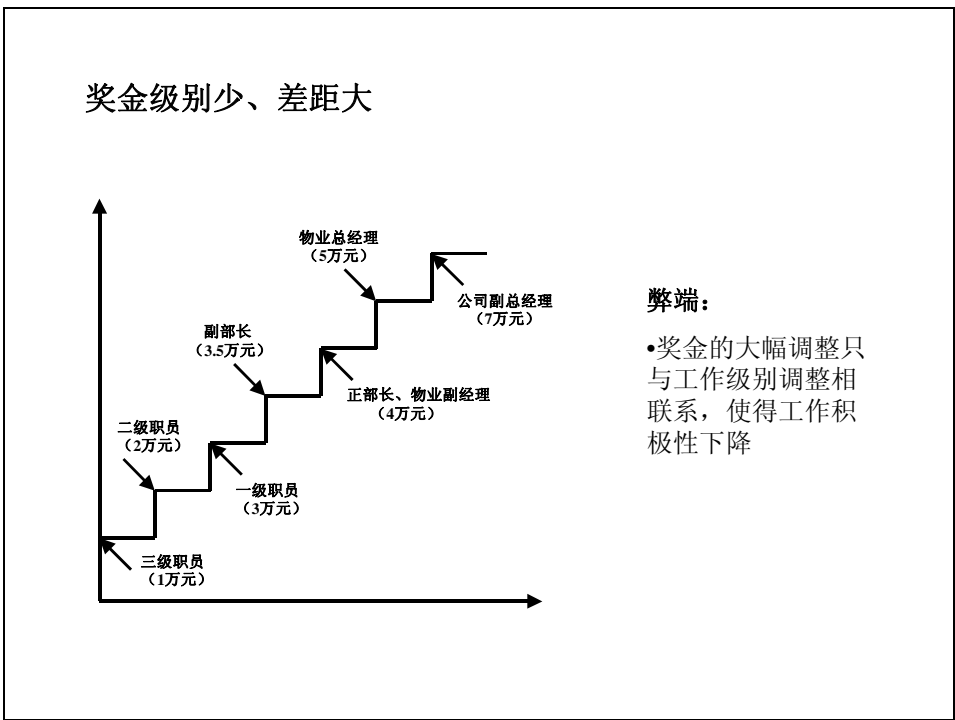 奖金级别少、差距大
物业总经理
（5万元）
公司副总经理
（7万元）
副部长
（3.5万元）
正部长、物业副经理
（4万元）
二级职员
（2万元）
一级职员
（3万元）
三级职员
（1万元）
弊端：
•奖金的大幅调整只
与工作级别调整相
联系，使得工作积
极性下降